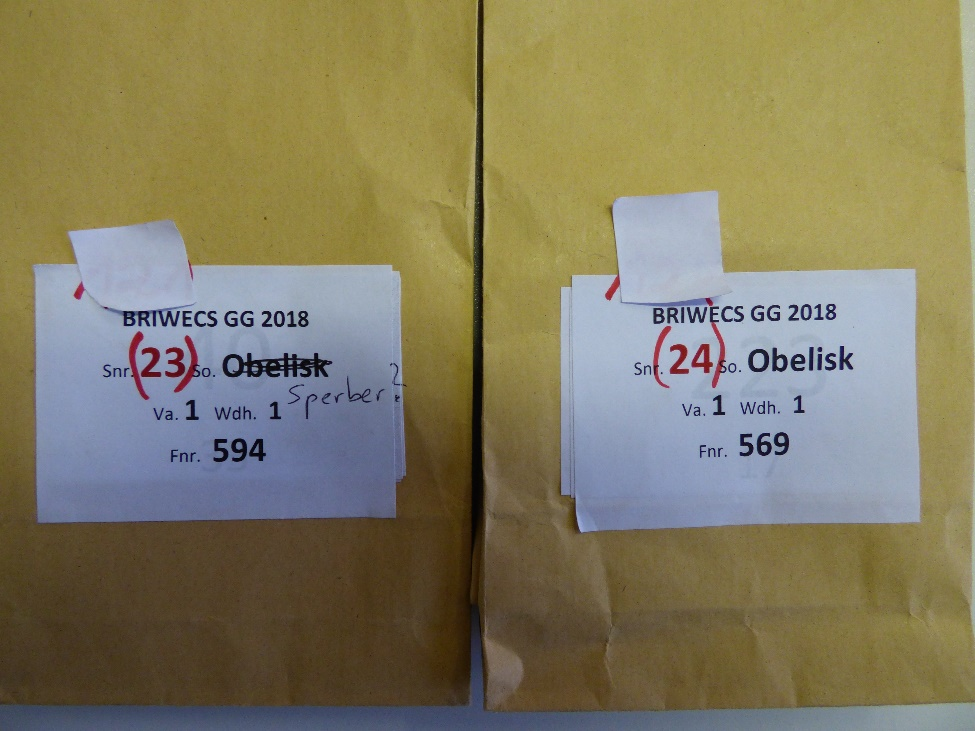 BRIWECS GG 2018
Snr. (23) So. Obelisk
Sperber?
Va. 1 Wdh. 1
Fnr. 594
BRIWECS GG 2018
Snr. (24) So. Obelisk
Va. 1 Wdh. 1
Fnr. 569